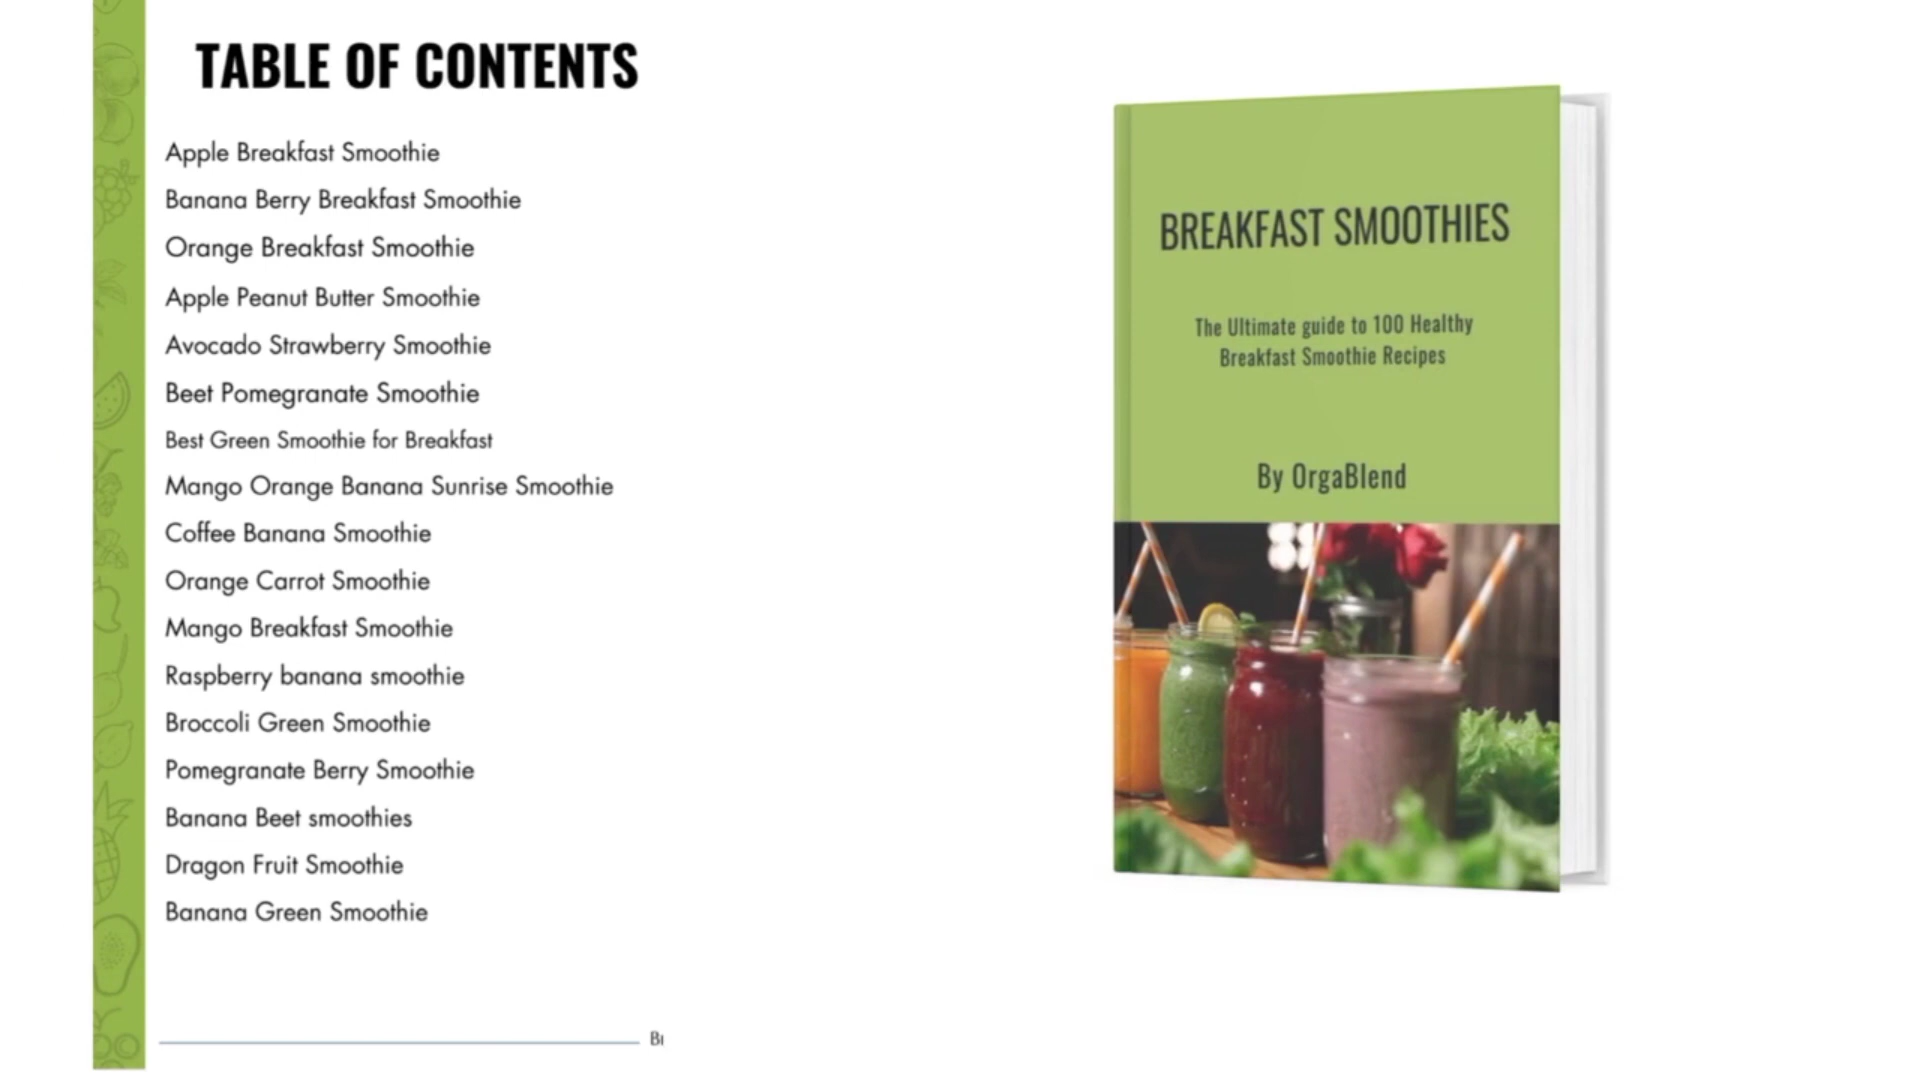 TABLE OF CONTENTS
Apple Breakfast Smoothie
Banana Berry Breakfast Smoothie
Orange Breakfast Smoothie
Apple Peanut Butter Smoothie
Avocado Strawberry Smoothie
Beet Pomegranate Smoothie
Best Green Smoothie for Breakfast
Mango Orange Banana Sunrise Smoothie
Coffee Banana Smoothie
Orange Carrot Smoothie
Mango Breakfast Smoothie
Raspberry banana smoothie
Broccoli Green Smoothie
Pomegranate Berry Smoothie
Banana Beet smoothies
Dragon Fruit Smoothie
Banana Green Smoothie
BREAKFAST SMOOTHIES
The Ultimate guide to 100 Healthy
Breakfast Smoothie Recipes
By OrgaBlend